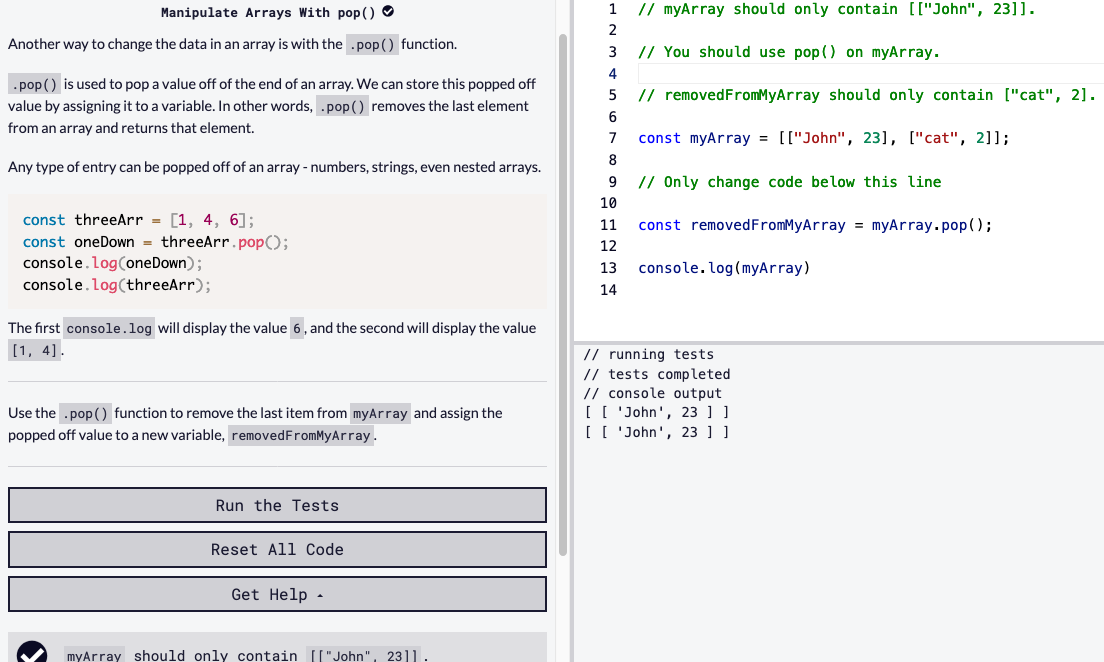 Manipulate Arrays With pop()
Another way to change the data in an array is with the .pop() function.
.pop() is used to pop a value off of the end of an array. We can store this popped off
value by assigning it to a variable. In other words, .pop() removes the last element
from an array and returns that element.
Any type of entry can be popped off of an array - numbers, strings, even nested arrays.
const threeArr = [1, 4, 6];
const oneDown = threeArr.pop();
console.log(oneDown);
console.log(threeArr);
The first console.log will display the value 6, and the second will display the value
[1, 4].
Use the .pop() function to remove the last item from myArray and assign the
popped off value to a new variable, removedFromMyArray.
Run the Tests
Reset All Code
Get Help
myArray should only contain [["John", 23]].
1 // myArray should only contain [["John", 23]].
2
3 // You should use pop() on myArray.
4
5 // removedFromMyArray should only contain ["cat", 2].
6
7 const myArray = [["John", 23], ["cat", 2]];
8
9 // Only change code below this line
10
11 const removedFromMyArray = myArray.pop();
12
13 console.log(myArray)
14
// running tests
// tests completed
// console output
[ [ 'John', 23 ] ]
[ [ 'John', 23 ] ]